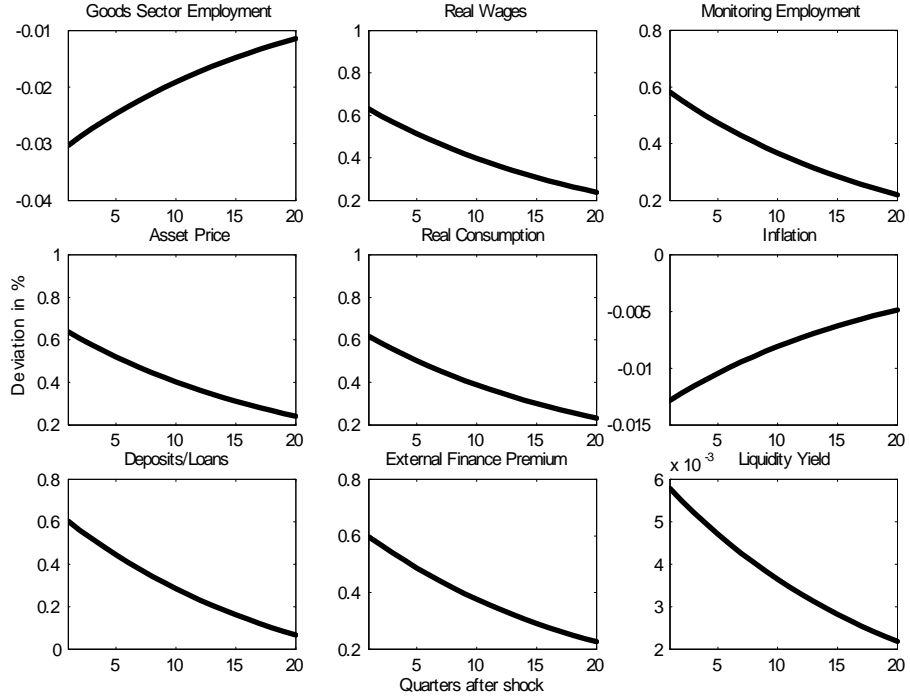 Goods Sector Employment
Real Wages
Monitoring Employment
-0.01
-0.02
-0.03
-0.04
5 10 15 20
1
0.8
0.6
0.4
0.2
5 10 15 20
0.8
0.6
0.4
0.2
5 10 15 20
Asset Price
Real Consumption
Inflation
Deviation in %
1
0.8
0.6
0.4
0.2
5 10 15 20
1
0.8
0.6
0.4
0.2
5 10 15 20
0
-0.005
-0.01
-0.015
5 10 15 20
Deposits/Loans
External Finance Premium
Liquidity Yield
0.8
0.6
0.4
0.2
0
5 10 15 20
0.8
0.6
0.4
0.2
5 10 15 20
x 10⁻³
6
5
4
3
2
5 10 15 20
Quarters after shock